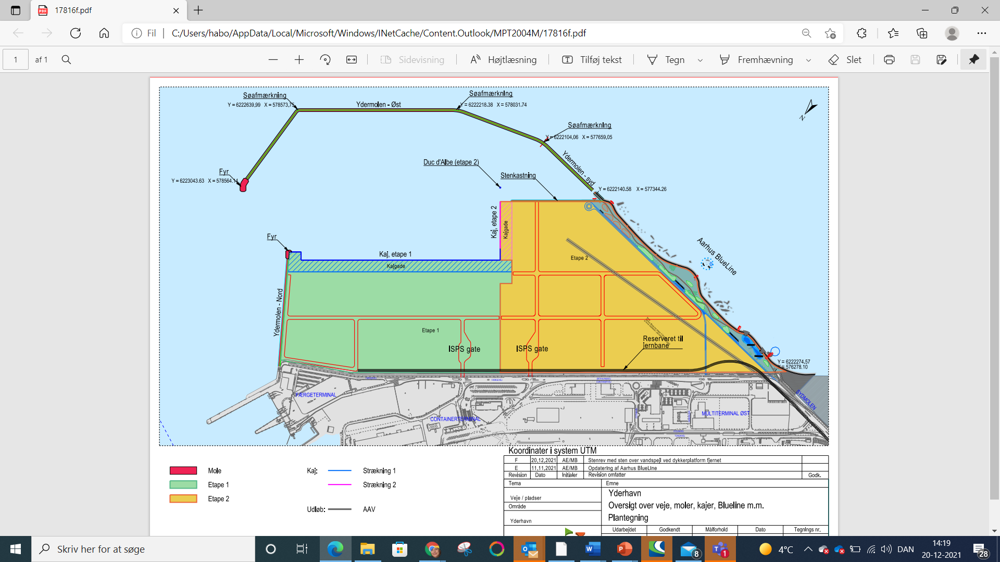 17816f.pdf
Fil
C:/Users/habo/AppData/Local/Microsoft/Windows/INetCache/Content.Outlook/MPT2004M/17816f.pdf
1 af 1
Sidevisning
Højtlæsning
Tilføj tekst
Tegn
Fremhævning
Slet
Søafmærkning
Y = 6222639,99 X = 578573,75
Ydermolen - Øst
Søafmærkning
Y = 6222218.38 X = 578031.74
N
Søafmærkning
Y = 6222104,06 X = 577659,05
Ydermolen - syd
Duc d'Albe (etape 2)
Fyr
Y = 6223043.63 X = 578564.14
Stenkastning
Y = 6222140.58 X = 577344.26
Kaj, etape 2
Kajgade
Fyr
Kaj, etape 1
Kajgade
Etape 2
Aarhus BlueLine
Ydermolen - Nord
Etape 1
ISPS gate
ISPS gate
Reserveret til
jernbane
Y = 6222274.57
X = 576278.10
FÆRGETERMINAL
CONTAINERTERMINAL
MULTITERMINAL ØST
SYDMOLEN
Koordinater i system UTM
F 20.12.2021 AE/MB Stenrev med sten over vandspejl ved dykkerplatform fjernet
E 11.11.2021 AE/MB Opdatering af Aarhus BlueLine
Revision Dato Initialer Revision omfatter Godk.
Tema
Emne
Veje / pladser
Område
Yderhavn
Yderhavn
Oversigt over veje, moler, kajer, Blueline m.m.
Plantegning
Udarbejdet Godkendt Målforhold Dato Tegnings nr.
Mole
Etape 1
Etape 2
Kaj:
Strækning 1
Strækning 2
Udløb:
AAV
Skriv her for at søge
8
1
4°C
DAN
14:19
20-12-2021
28